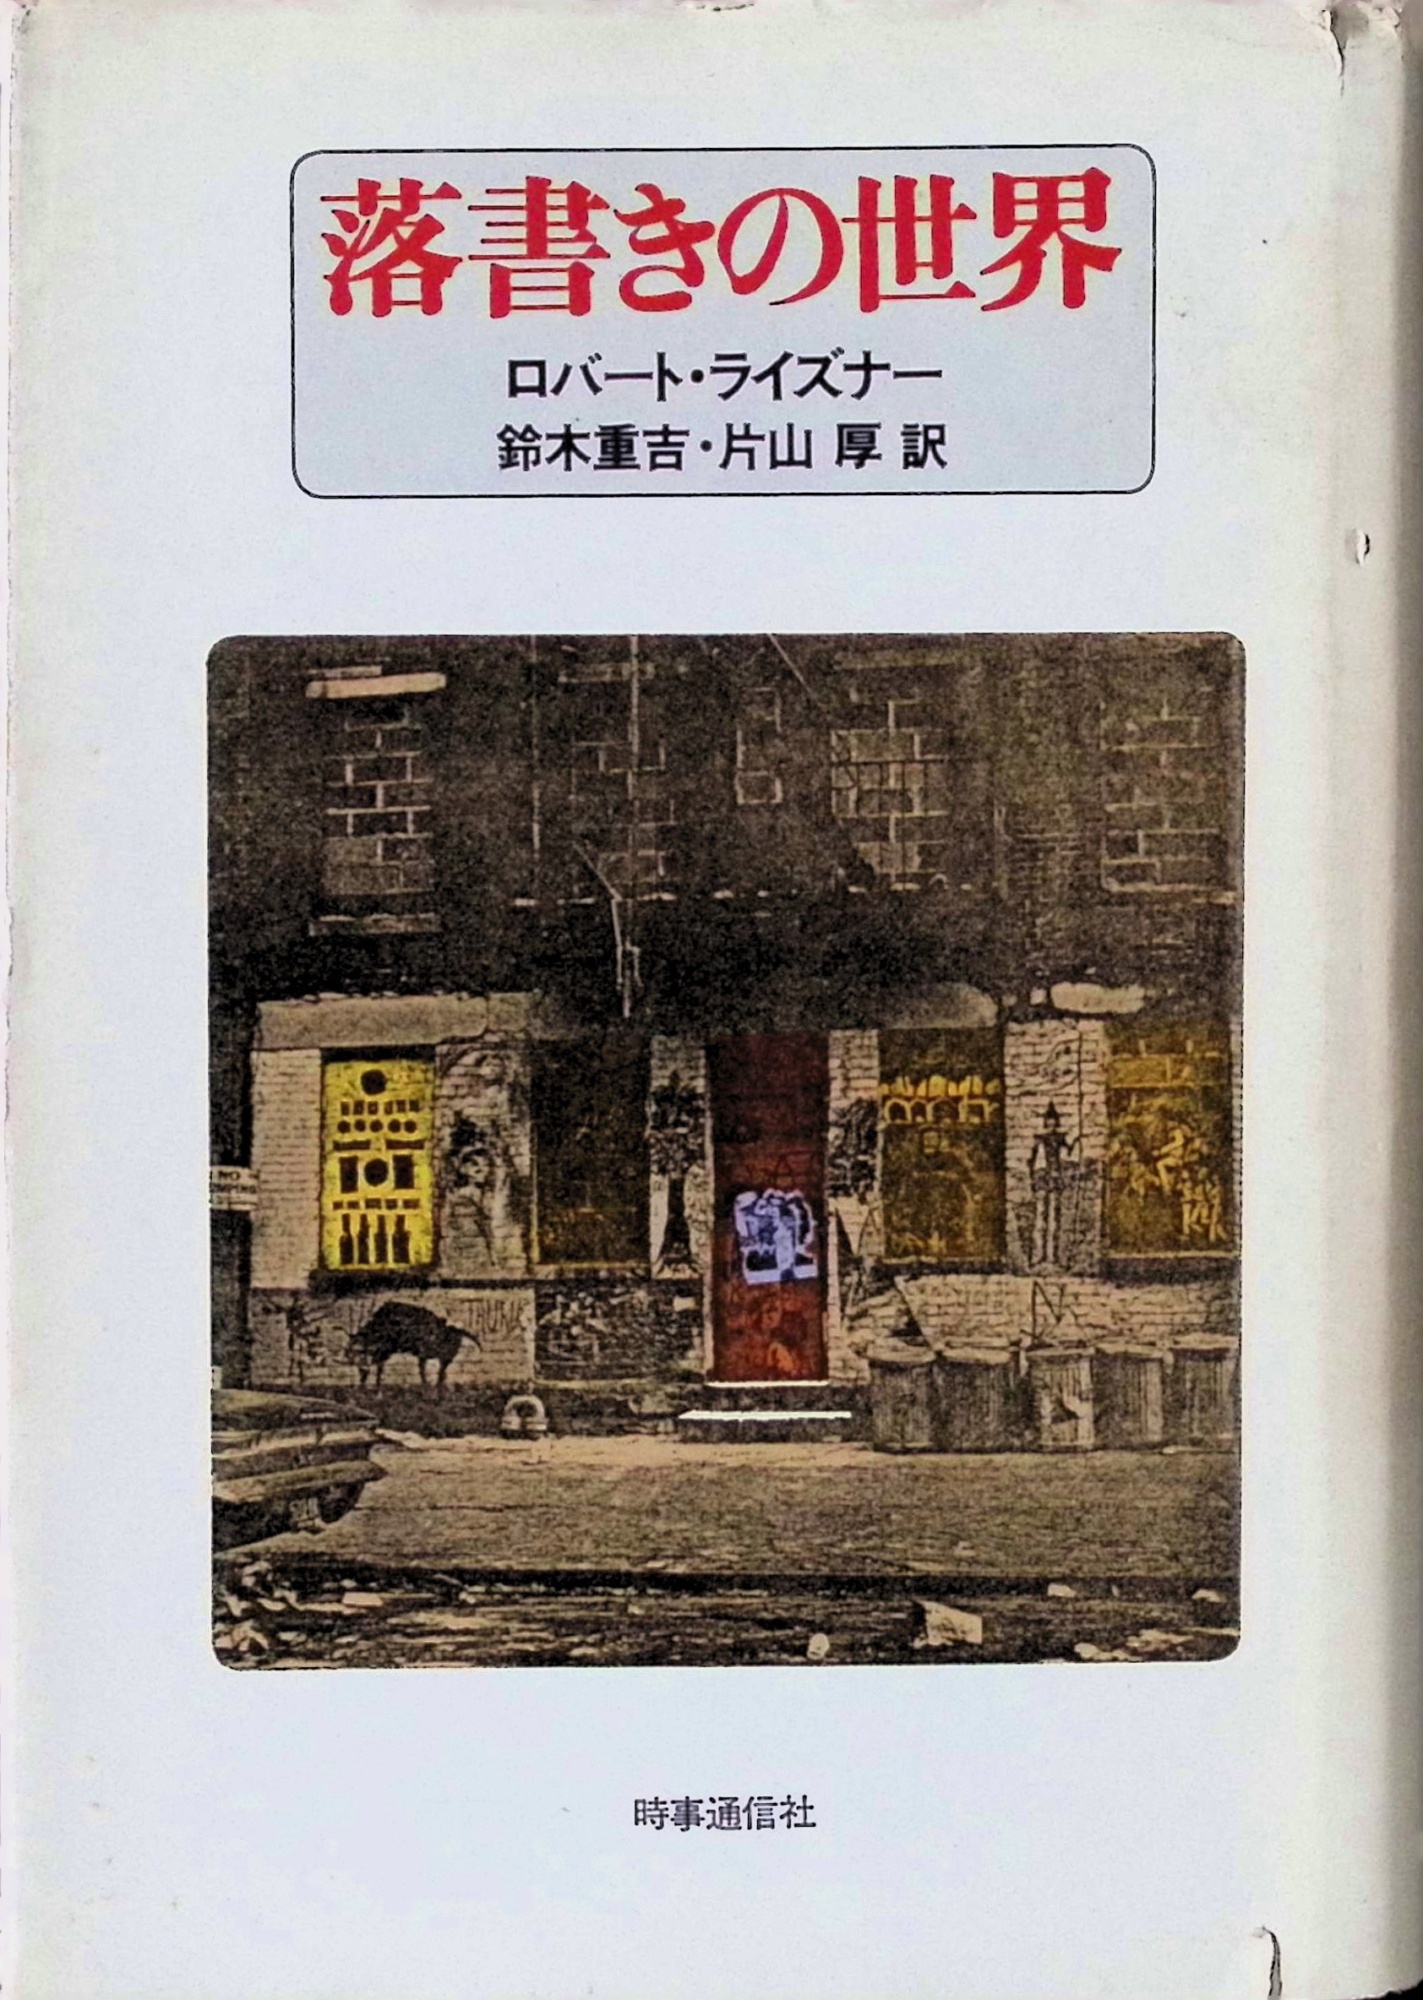 落書きの世界
ロバート・ライズナー
鈴木重吉・片山 厚 訳
NO
時事通信社